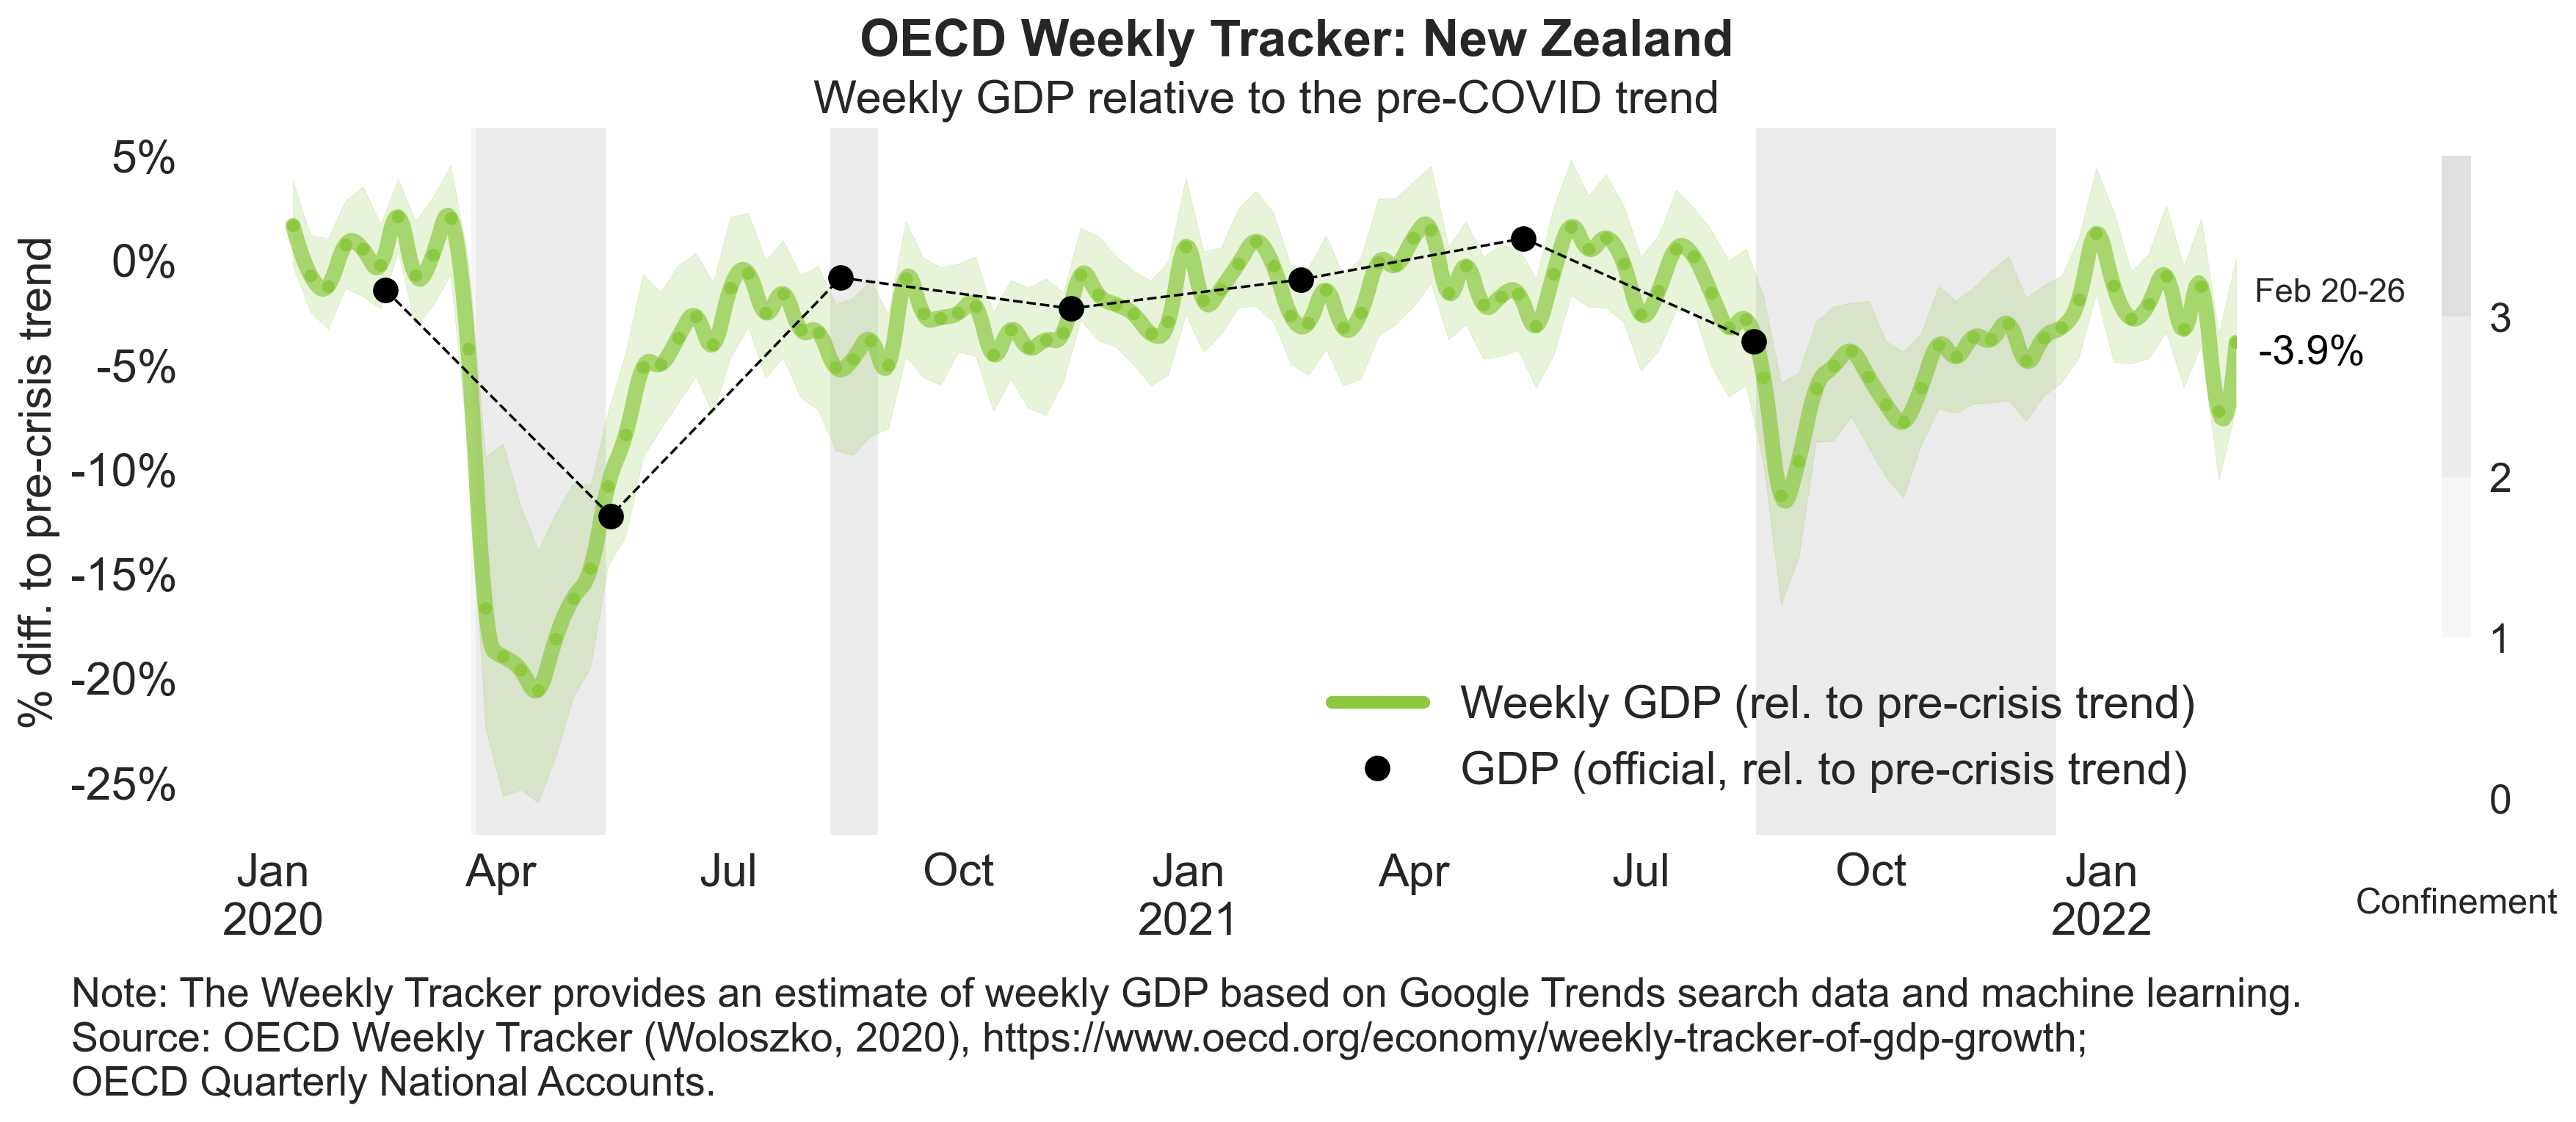 OECD Weekly Tracker: New Zealand
Weekly GDP relative to the pre-COVID trend
% diff. to pre-crisis trend
5%
0%
-5%
-10%
-15%
-20%
-25%
Feb 20-26
-3.9%
Weekly GDP (rel. to pre-crisis trend)
GDP (official, rel. to pre-crisis trend)
3
2
1
0
Confinement
Jan Apr Jul Oct Jan Apr Jul Oct Jan
2020 2021 2022
Note: The Weekly Tracker provides an estimate of weekly GDP based on Google Trends search data and machine learning.
Source: OECD Weekly Tracker (Woloszko, 2020), https://www.oecd.org/economy/weekly-tracker-of-gdp-growth;
OECD Quarterly National Accounts.